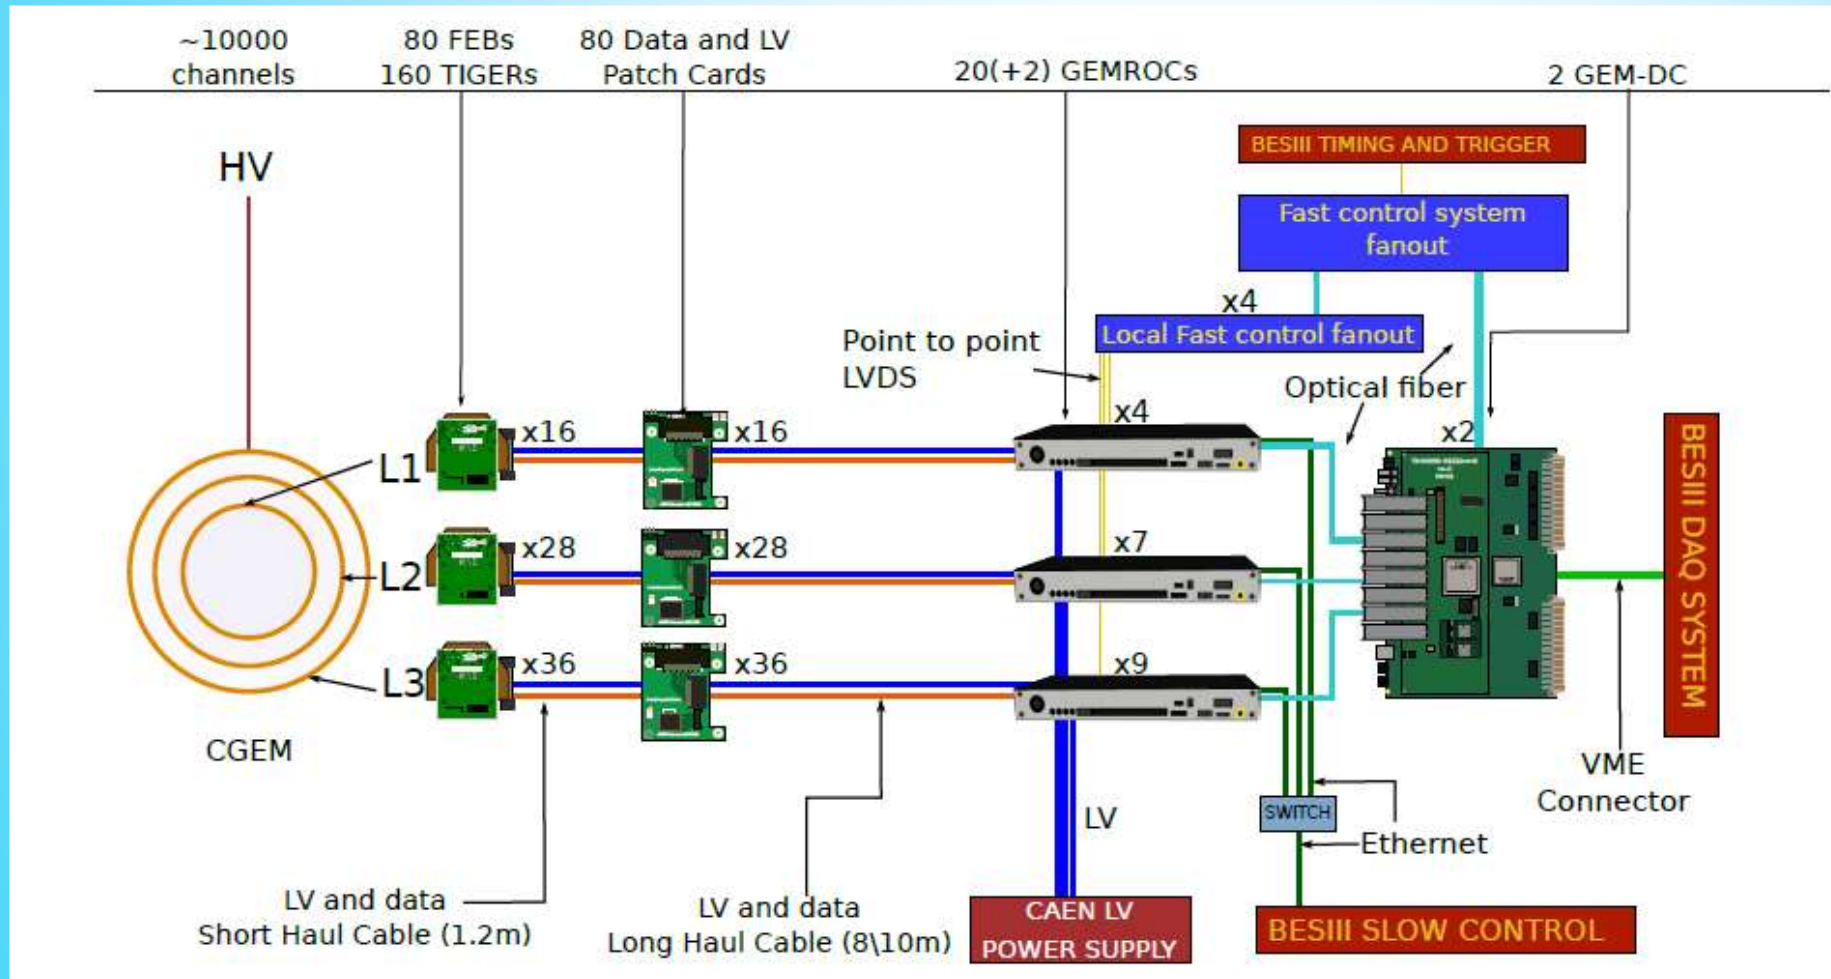 ~10000
channels
80 FEBs
160 TIGERs
80 Data and LV
Patch Cards
20(+2) GEMROCs
2 GEM-DC
BESIII TIMING AND TRIGGER
HV
Fast control system
fanout
x4
Local Fast control fanout
Point to point
LVDS
Optical fiber
L1
x16
x16
x4
x2
L2
x28
x28
x7
L3
x36
x36
x9
BESIII DAQ SYSTEM
CGEM
VME
Connector
LV
SWITCH
Ethernet
LV and data
Short Haul Cable (1.2m)
LV and data
Long Haul Cable (8\10m)
CAEN LV
POWER SUPPLY
BESIII SLOW CONTROL